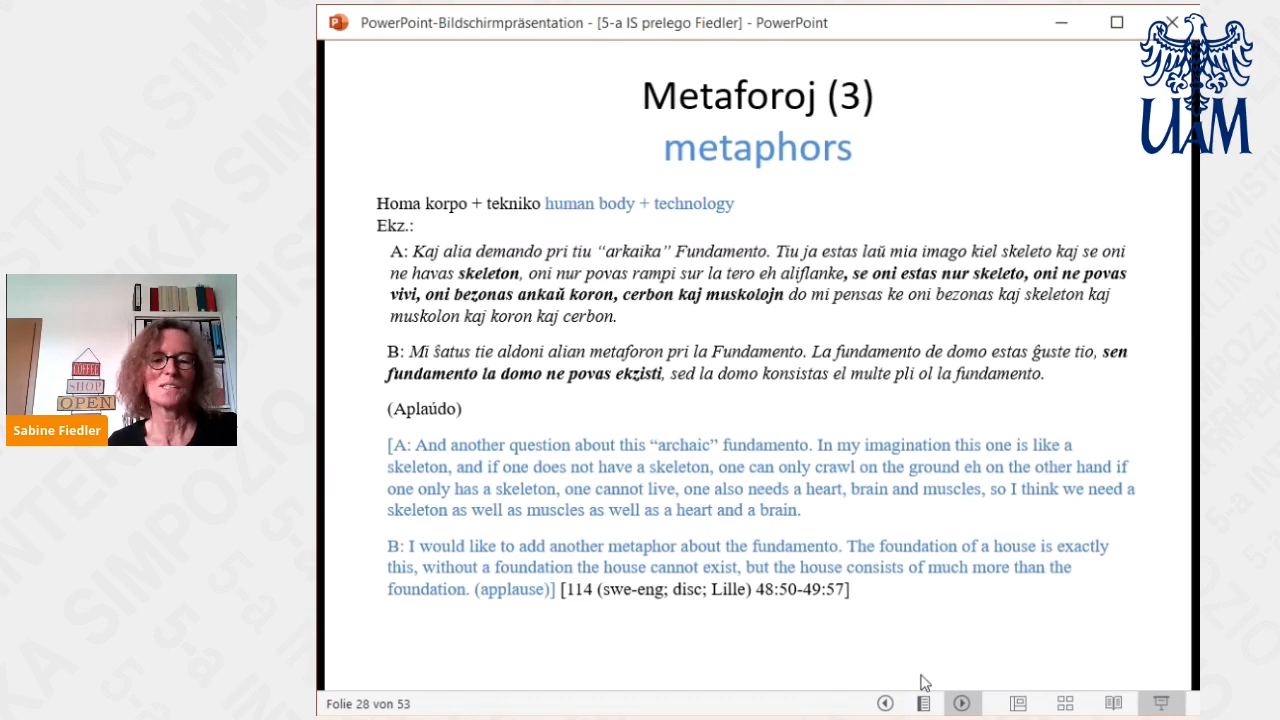 PowerPoint-Bildschirmpräsentation - [5-a IS prelego Fiedler] - PowerPoint
UAM
Metaforoj (3)
metaphors
Homa korpo + tekniko human body + technology
Ekz.:
A: Kaj alia demando pri tiu “arkaika” Fundamento. Tiu ja estas laŭ mia imago kiel skeleto kaj se oni
ne havas skeleton, oni nur povas rampi sur la tero eh aliflanke, se oni estas nur skeleto, oni ne povas
vivi, oni bezonas ankaŭ koron, cerbon kaj muskolojn do mi pensas ke oni bezonas kaj skeleton kaj
muskolon kaj koron kaj cerbon.
B: Mi ŝatus tie aldoni alian metaforon pri la Fundamento. La fundamento de domo estas ĝuste tio, sen
fundamento la domo ne povas ekzisti, sed la domo konsistas el multe pli ol la fundamento.
(Aplaúdo)
[A: And another question about this “archaic” fundamento. In my imagination this one is like a
skeleton, and if one does not have a skeleton, one can only crawl on the ground eh on the other hand if
one only has a skeleton, one cannot live, one also needs a heart, brain and muscles, so I think we need a
skeleton as well as muscles as well as a heart and a brain.
B: I would like to add another metaphor about the fundamento. The foundation of a house is exactly
this, without a foundation the house cannot exist, but the house consists of much more than the
foundation. (applause)] [114 (swe-eng; disc; Lille) 48:50-49:57]
COFFEE
SHOP
OPEN
Sabine Fiedler
Folie 28 von 53